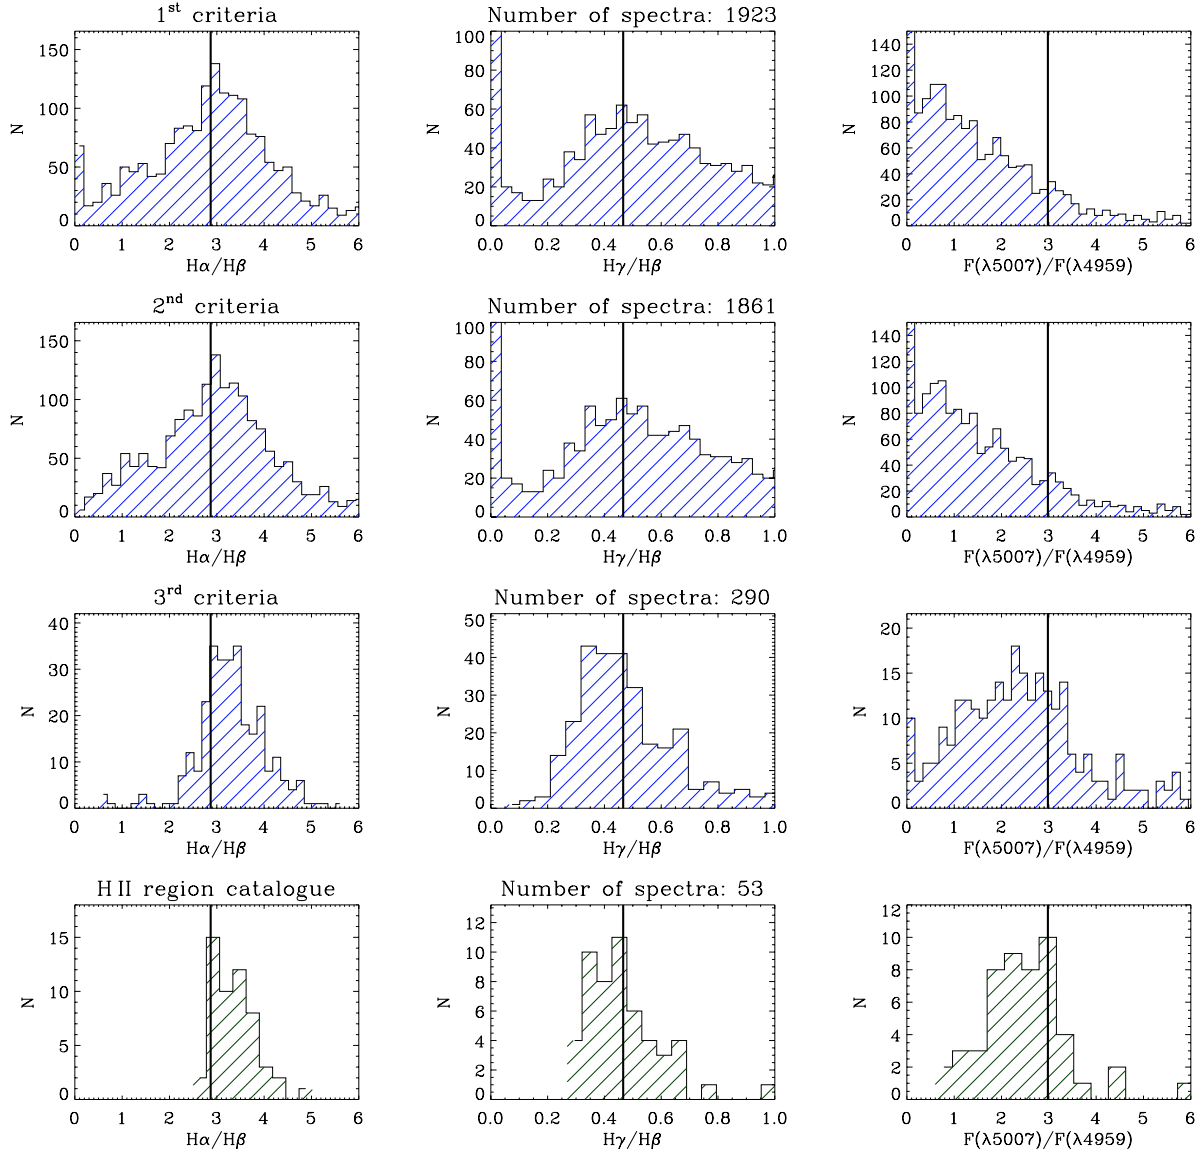 1st criteria
Number of spectra: 1923
N
150
100
50
0
0 1 2 3 4 5 6
Hα/Hβ
N
100
80
60
40
20
0
0.0 0.2 0.4 0.6 0.8 1.0
Hγ/Hβ
N
140
120
100
80
60
40
20
0
0 1 2 3 4 5 6
F(λ5007)/F(λ4959)
2nd criteria
Number of spectra: 1861
N
150
100
50
0
0 1 2 3 4 5 6
Hα/Hβ
N
100
80
60
40
20
0
0.0 0.2 0.4 0.6 0.8 1.0
Hγ/Hβ
N
140
120
100
80
60
40
20
0
0 1 2 3 4 5 6
F(λ5007)/F(λ4959)
3rd criteria
Number of spectra: 290
N
40
30
20
10
0
0 1 2 3 4 5 6
Hα/Hβ
N
50
40
30
20
10
0
0.0 0.2 0.4 0.6 0.8 1.0
Hγ/Hβ
N
20
15
10
5
0
0 1 2 3 4 5 6
F(λ5007)/F(λ4959)
H II region catalogue
Number of spectra: 53
N
15
10
5
0
0 1 2 3 4 5 6
Hα/Hβ
N
12
10
8
6
4
2
0
0.0 0.2 0.4 0.6 0.8 1.0
Hγ/Hβ
N
12
10
8
6
4
2
0
0 1 2 3 4 5 6
F(λ5007)/F(λ4959)